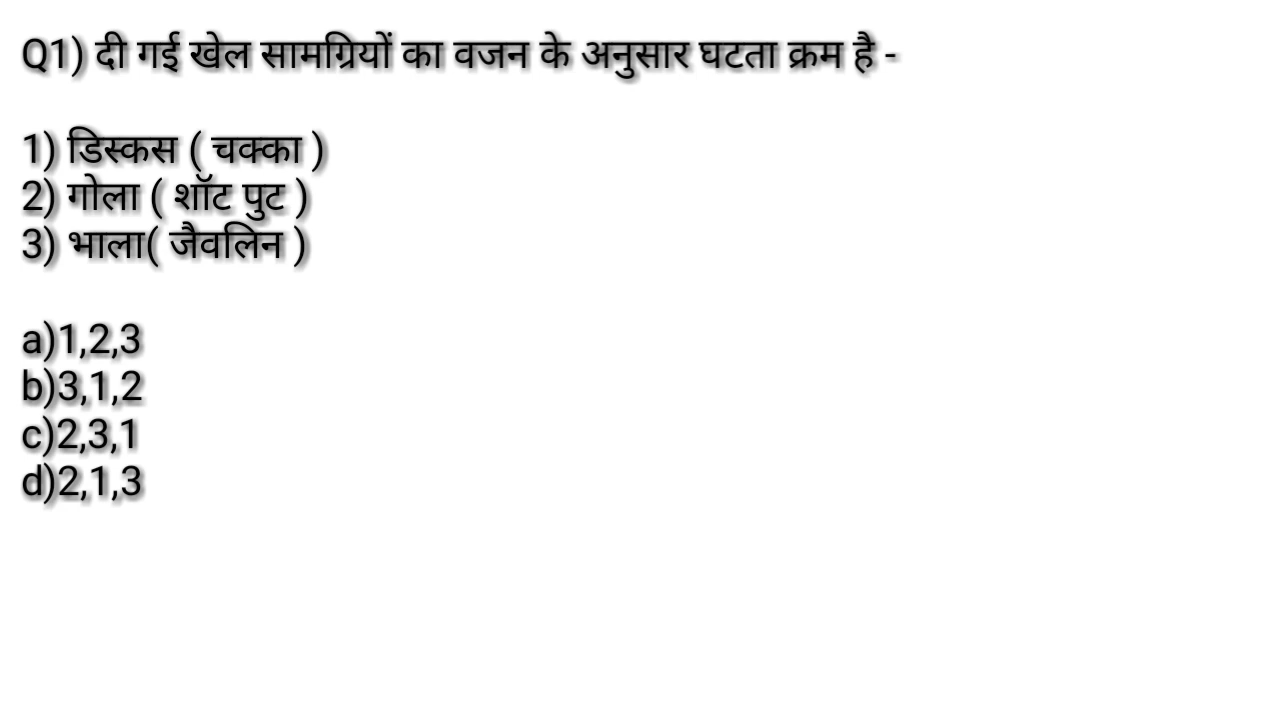 Q1) दी गई खेल सामग्रियों का वजन के अनुसार घटता क्रम है -
1) डिस्कस ( चक्का )
2) गोला ( शॉट पुट )
3) भाला( जैवलिन )
a)1,2,3
b)3,1,2
c)2,3,1
d)2,1,3